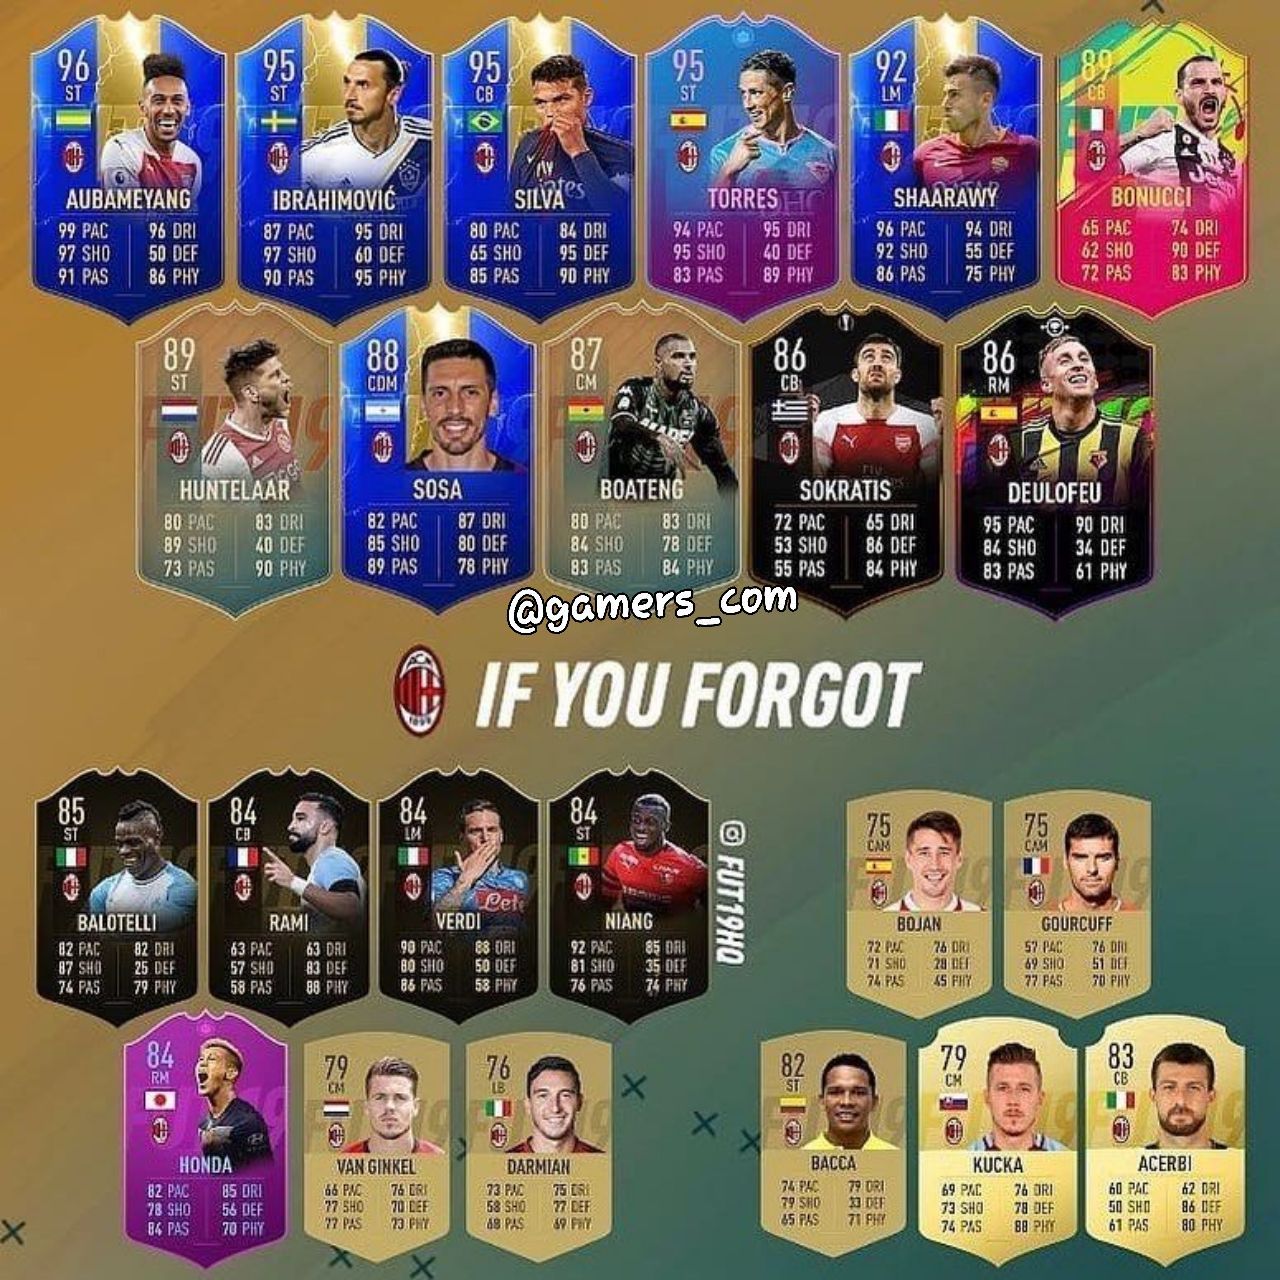 96 95 95 95 92 89
ST ST CB ST LM CB
AUBAMEYANG IBRAHIMOVIĆ SILVA TORRES SHAARAWY BONUCCI
99 PAC 96 DRI 87 PAC 95 DRI 80 PAC 84 DRI 94 PAC 95 DRI 96 PAC 94 DRI 65 PAC 74 DRI
97 SHO 50 DEF 97 SHO 60 DEF 65 SHO 95 DEF 95 SHO 40 DEF 92 SHO 55 DEF 62 SHO 90 DEF
91 PAS 86 PHY 90 PAS 95 PHY 85 PAS 90 PHY 83 PAS 89 PHY 86 PAS 75 PHY 72 PAS 83 PHY
89 88 87 86 86
ST CDM CM CB RM
HUNTELAAR SOSA BOATENG SOKRATIS DEULOFEU
80 PAC 83 DRI 82 PAC 87 DRI 80 PAC 83 DRI 72 PAC 65 DRI 95 PAC 90 DRI
89 SHO 40 DEF 85 SHO 80 DEF 84 SHO 78 DEF 53 SHO 86 DEF 84 SHO 34 DEF
73 PAS 90 PHY 89 PAS 78 PHY 83 PAS 84 PHY 55 PAS 84 PHY 83 PAS 61 PHY
@gamers_com
IF YOU FORGOT
85 84 84 84 75 75
ST CB LM ST CAM CAM
BALOTELLI RAMI VERDI NIANG BOJAN GOURCUFF
82 PAC 82 DRI 63 PAC 63 DRI 90 PAC 88 DRI 92 PAC 85 DRI 72 PAC 76 DRI 57 PAC 76 DRI
87 SHO 25 DEF 57 SHO 83 DEF 80 SHO 50 DEF 81 SHO 35 DEF 71 SHO 28 DEF 69 SHO 51 DEF
74 PAS 79 PHY 58 PAS 88 PHY 86 PAS 58 PHY 76 PAS 74 PHY 74 PAS 45 PHY 77 PAS 70 PHY
FUT19HQ
84 79 76 82 79 83
RM CM LB ST CM CB
HONDA VAN GINKEL DARMIAN BACCA KUCKA ACERBI
82 PAC 85 DRI 66 PAC 76 DRI 73 PAC 75 DRI 74 PAC 79 DRI 69 PAC 76 DRI 60 PAC 62 DRI
78 SHO 56 DEF 77 SHO 70 DEF 58 SHO 77 DEF 79 SHO 33 DEF 73 SHO 78 DEF 50 SHO 86 DEF
84 PAS 70 PHY 77 PAS 73 PHY 68 PAS 69 PHY 65 PAS 71 PHY 74 PAS 88 PHY 61 PAS 80 PHY